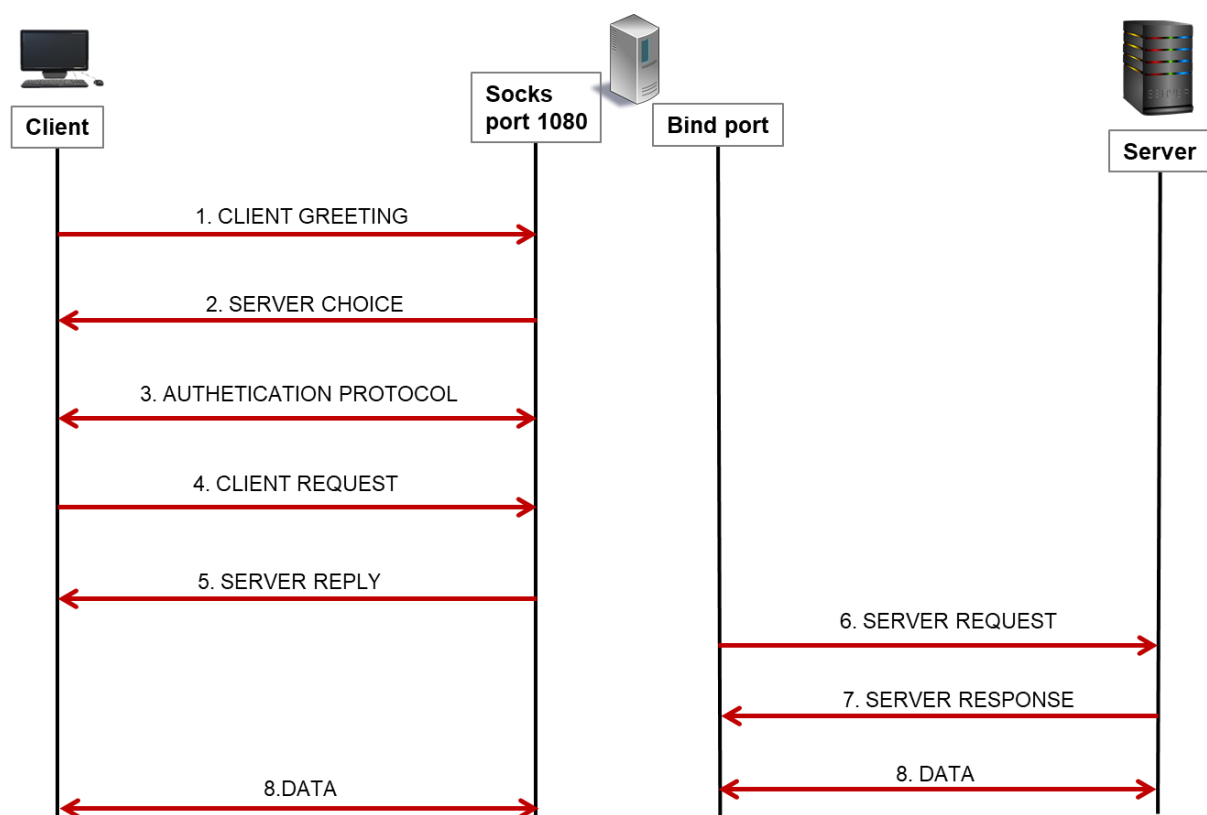 Client
Socks
port 1080
Bind port
SERVER
Server
1. CLIENT GREETING
2. SERVER CHOICE
3. AUTHETICATION PROTOCOL
4. CLIENT REQUEST
5. SERVER REPLY
6. SERVER REQUEST
7. SERVER RESPONSE
8.DATA
8. DATA